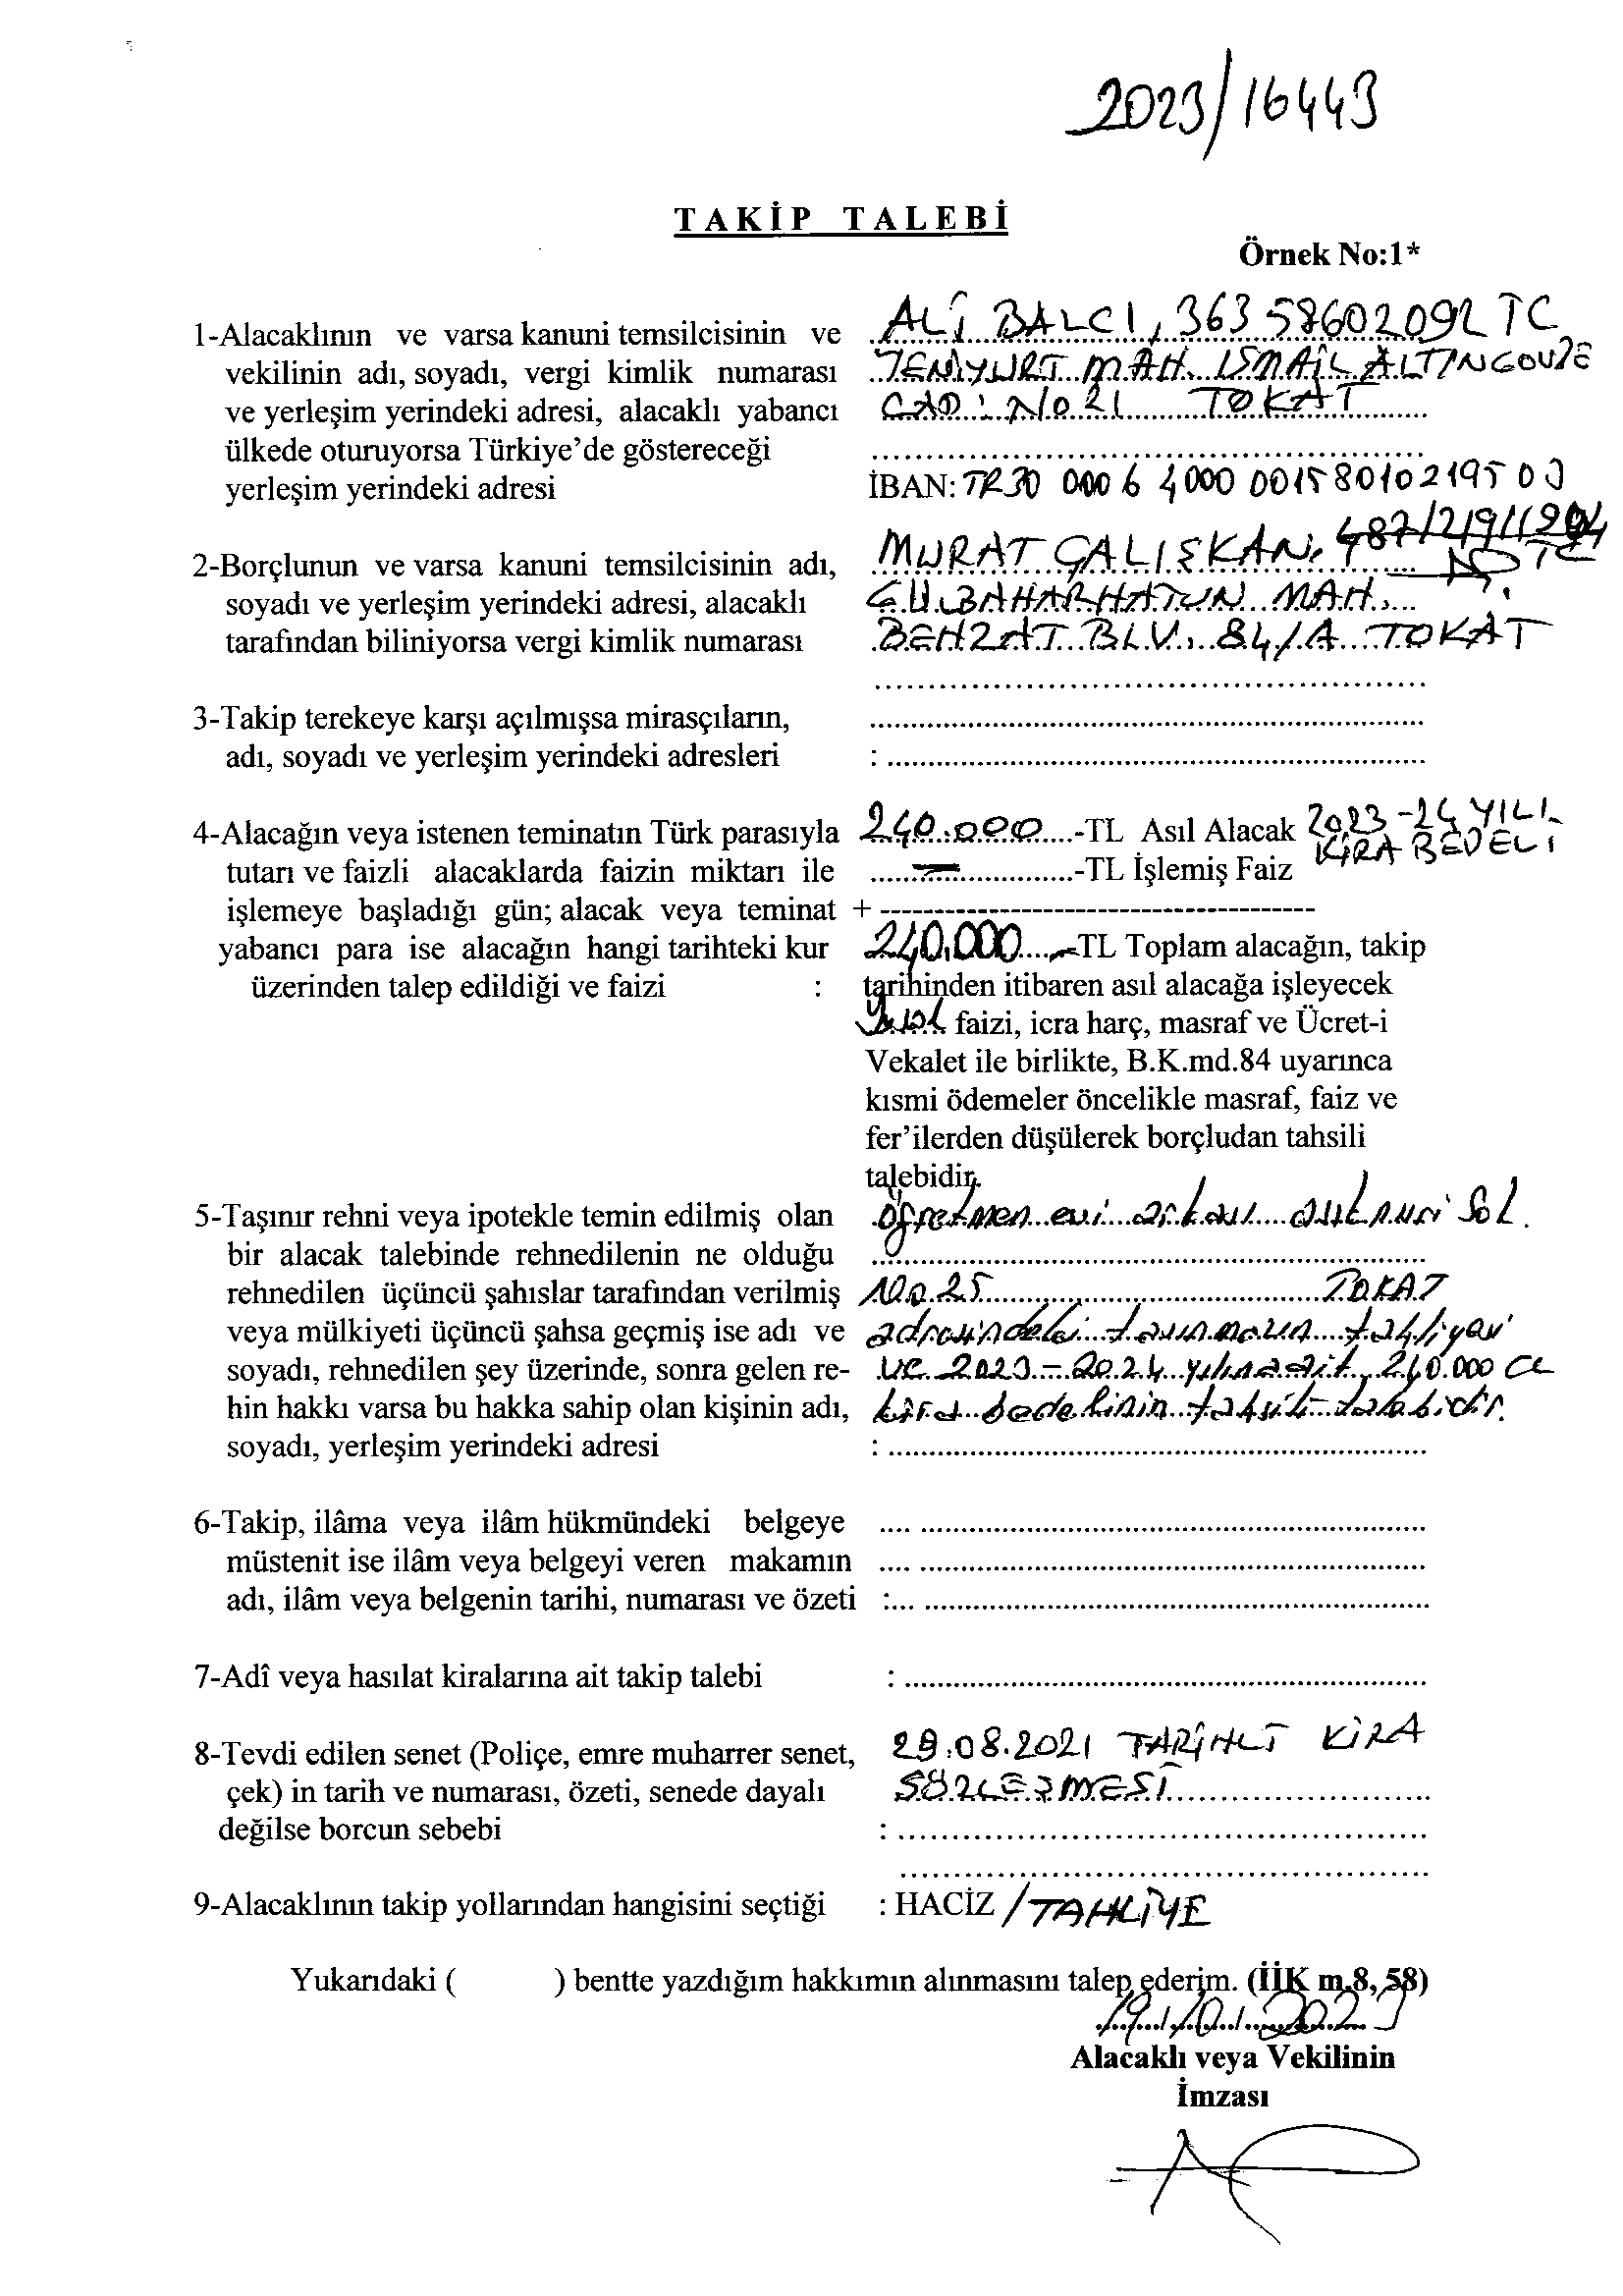 2023/16443
TAKİP TALEBİ
Örnek No:1*
1-Alacaklının ve varsa kanuni temsilcisinin ve
vekilinin adı, soyadı, vergi kimlik numarası
ve yerleşim yerindeki adresi, alacaklı yabancı
ülkede oturuyorsa Türkiye'de göstereceği
yerleşim yerindeki adresi
ALİ BALCI, 36358602092 TC
YENİYURT MAH. İSMAİL ALTINGÖVDE
CAD: No 21 TOKAT
İBAN: TR30 0006 4000 0015 8010 2195 03
2-Borçlunun ve varsa kanuni temsilcisinin adı,
soyadı ve yerleşim yerindeki adresi, alacaklı
tarafından biliniyorsa vergi kimlik numarası
MURAT ÇALIŞKAN. TC
GÜLBAHARHATUN MAH.
BEHZAT BLV. 84/A TOKAT
3-Takip terekeye karşı açılmışsa mirasçıların,
adı, soyadı ve yerleşim yerindeki adresleri :
4-Alacağın veya istenen teminatın Türk parasıyla
tutarı ve faizli alacaklarda faizin miktarı ile
işlemeye başladığı gün; alacak veya teminat
yabancı para ise alacağın hangi tarihteki kur
üzerinden talep edildiği ve faizi :
240.000.-TL Asıl Alacak 2023-24 YILI
KİRA BEDELİ
-TL İşlemiş Faiz
+ ---------------------------------------
240.000.-TL Toplam alacağın, takip
tarihinden itibaren asıl alacağa işleyecek
Yasal faizi, icra harç, masraf ve Ücret-i
Vekalet ile birlikte, B.K.md.84 uyarınca
kısmi ödemeler öncelikle masraf, faiz ve
fer'ilerden düşülerek borçludan tahsili
talebidir.
5-Taşınır rehni veya ipotekle temin edilmiş olan
bir alacak talebinde rehnedilenin ne olduğu
rehnedilen üçüncü şahıslar tarafından verilmiş
veya mülkiyeti üçüncü şahsa geçmiş ise adı ve
soyadı, rehnedilen şey üzerinde, sonra gelen re-
hin hakkı varsa bu hakka sahip olan kişinin adı,
soyadı, yerleşim yerindeki adresi :
Öğretmen evi arkası Sok.
no. 25 TOKAT
adresindeki taşınmazın tahliyesi
ve 2023-2024 yılına ait 240.000 TL
kira bedelinin tahsili talebidir.
6-Takip, ilâma veya ilâm hükmündeki belgeye
müstenit ise ilâm veya belgeyi veren makamın
adı, ilâm veya belgenin tarihi, numarası ve özeti :
7-Adî veya hasılat kiralarına ait takip talebi :
8-Tevdi edilen senet (Poliçe, emre muharrer senet,
çek) in tarih ve numarası, özeti, senede dayalı
değilse borcun sebebi :
29.08.2021 TARİHLİ KİRA
SÖZLEŞMESİ
9-Alacaklının takip yollarından hangisini seçtiği : HACİZ / TAHLİYE
Yukarıdaki ( ) bentte yazdığım hakkımın alınmasını talep ederim. (İİK m.8, 58)
Alacaklı veya Vekilinin
İmzası